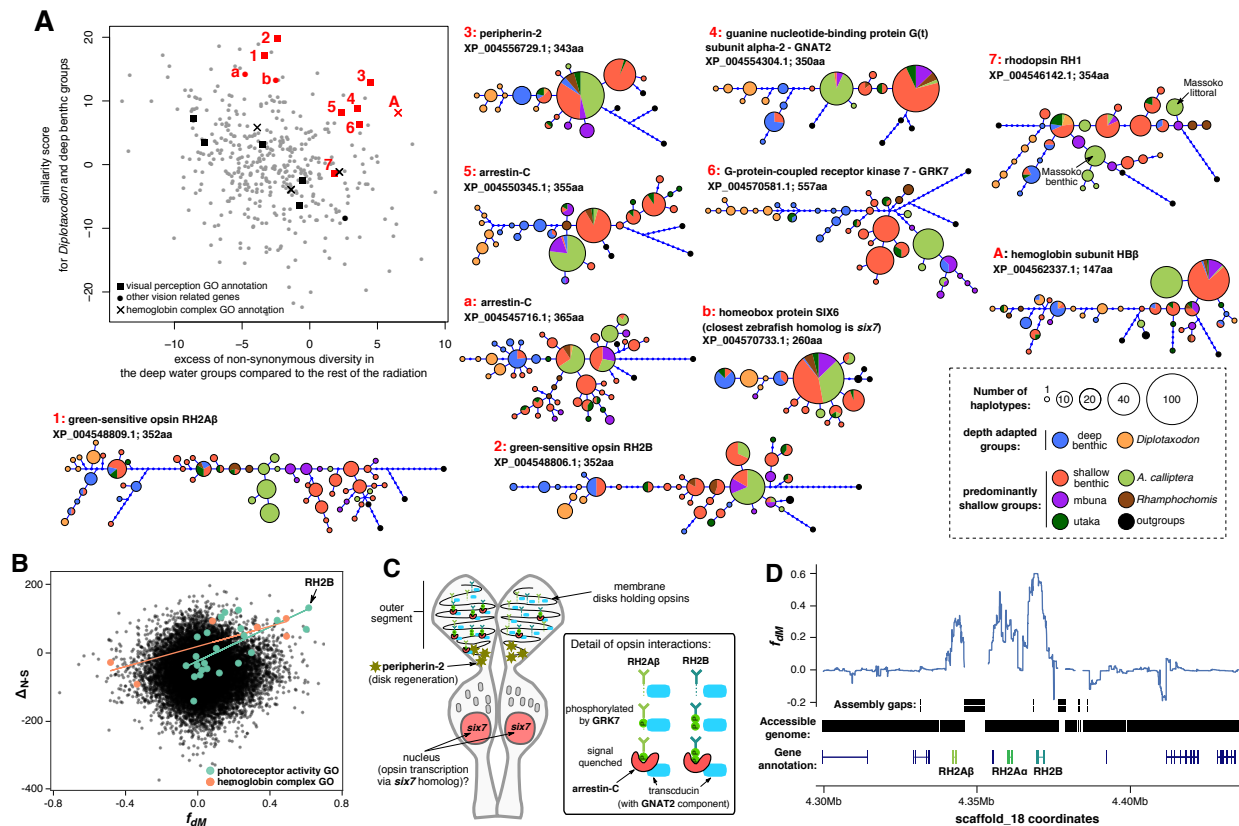 A
similarity score
for Diplotaxodon and deep benthic groups
20
10
0
-10
-20
1
2
a
b
3
4
5
6
A
7
■ visual perception GO annotation
● other vision related genes
× hemoglobin complex GO annotation
-10
-5
0
5
10
excess of non-synonymous diversity in
the deep water groups compared to the rest of the radiation
3: peripherin-2
XP_004556729.1; 343aa
4: guanine nucleotide-binding protein G(t)
subunit alpha-2 - GNAT2
XP_004554304.1; 350aa
7: rhodopsin RH1
XP_004546142.1; 354aa
Massoko
littoral
Massoko
benthic
5: arrestin-C
XP_004550345.1; 355aa
6: G-protein-coupled receptor kinase 7 - GRK7
XP_004570581.1; 557aa
A: hemoglobin subunit HBβ
XP_004562337.1; 147aa
a: arrestin-C
XP_004545716.1; 365aa
b: homeobox protein SIX6
(closest zebrafish homolog is six7)
XP_004570733.1; 260aa
1: green-sensitive opsin RH2Aβ
XP_004548809.1; 352aa
2: green-sensitive opsin RH2B
XP_004548806.1; 352aa
Number of
haplotypes:
1
10
20
40
100
depth adapted
groups:
deep
benthic
Diplotaxodon
predominantly
shallow groups:
shallow
benthic
A. calliptera
mbuna
Rhamphochomis
utaka
outgroups
B
ΔN-S
200
0
-200
-400
RH2B
photoreceptor activity GO
hemoglobin complex GO
-0.8
-0.4
0.0
0.4
0.8
fdM
C
outer
segment
membrane
disks holding opsins
peripherin-2
(disk regeneration)
six7
six7
nucleus
(opsin transcription
via six7 homolog)?
Detail of opsin interactions:
RH2Aβ
RH2B
phosphorylated
by GRK7
signal
quenched
arrestin-C
transducin
(with GNAT2 component)
D
fdM
0.6
0.4
0.2
-0.0
-0.2
Assembly gaps:
Accessible
genome:
Gene
annotation:
RH2Aβ
RH2Aα
RH2B
4.30Mb
4.35Mb
4.40Mb
scaffold_18 coordinates